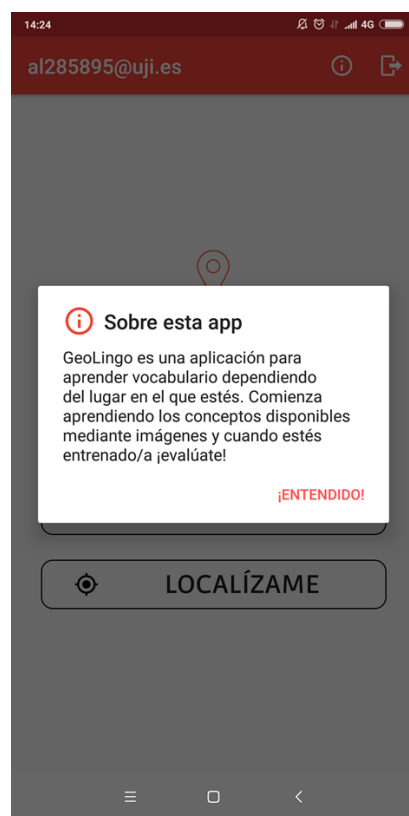 14:24
4G
al285895@uji.es
Sobre esta app
GeoLingo es una aplicación para
aprender vocabulario dependiendo
del lugar en el que estés. Comienza
aprendiendo los conceptos disponibles
mediante imágenes y cuando estés
entrenado/a ¡evalúate!
¡ENTENDIDO!
LOCALÍZAME